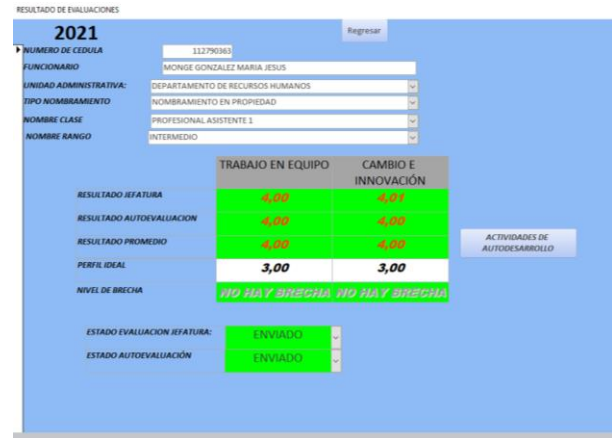 RESULTADO DE EVALUACIONES
2021
Regresar
NUMERO DE CEDULA 112790363
FUNCIONARIO MONGE GONZALEZ MARIA JESUS
UNIDAD ADMINISTRATIVA: DEPARTAMENTO DE RECURSOS HUMANOS
TIPO NOMBRAMIENTO NOMBRAMIENTO EN PROPIEDAD
NOMBRE CLASE PROFESIONAL ASISTENTE 1
NOMBRE RANGO INTERMEDIO
TRABAJO EN EQUIPO CAMBIO E
INNOVACIÓN
RESULTADO JEFATURA 4,00 4,01
RESULTADO AUTOEVALUACION 4,00 4,00
RESULTADO PROMEDIO 4,00 4,00
ACTIVIDADES DE
AUTODESARROLLO
PERFIL IDEAL 3,00 3,00
NIVEL DE BRECHA NO HAY BRECHA NO HAY BRECHA
ESTADO EVALUACION JEFATURA: ENVIADO
ESTADO AUTOEVALUACIÓN ENVIADO